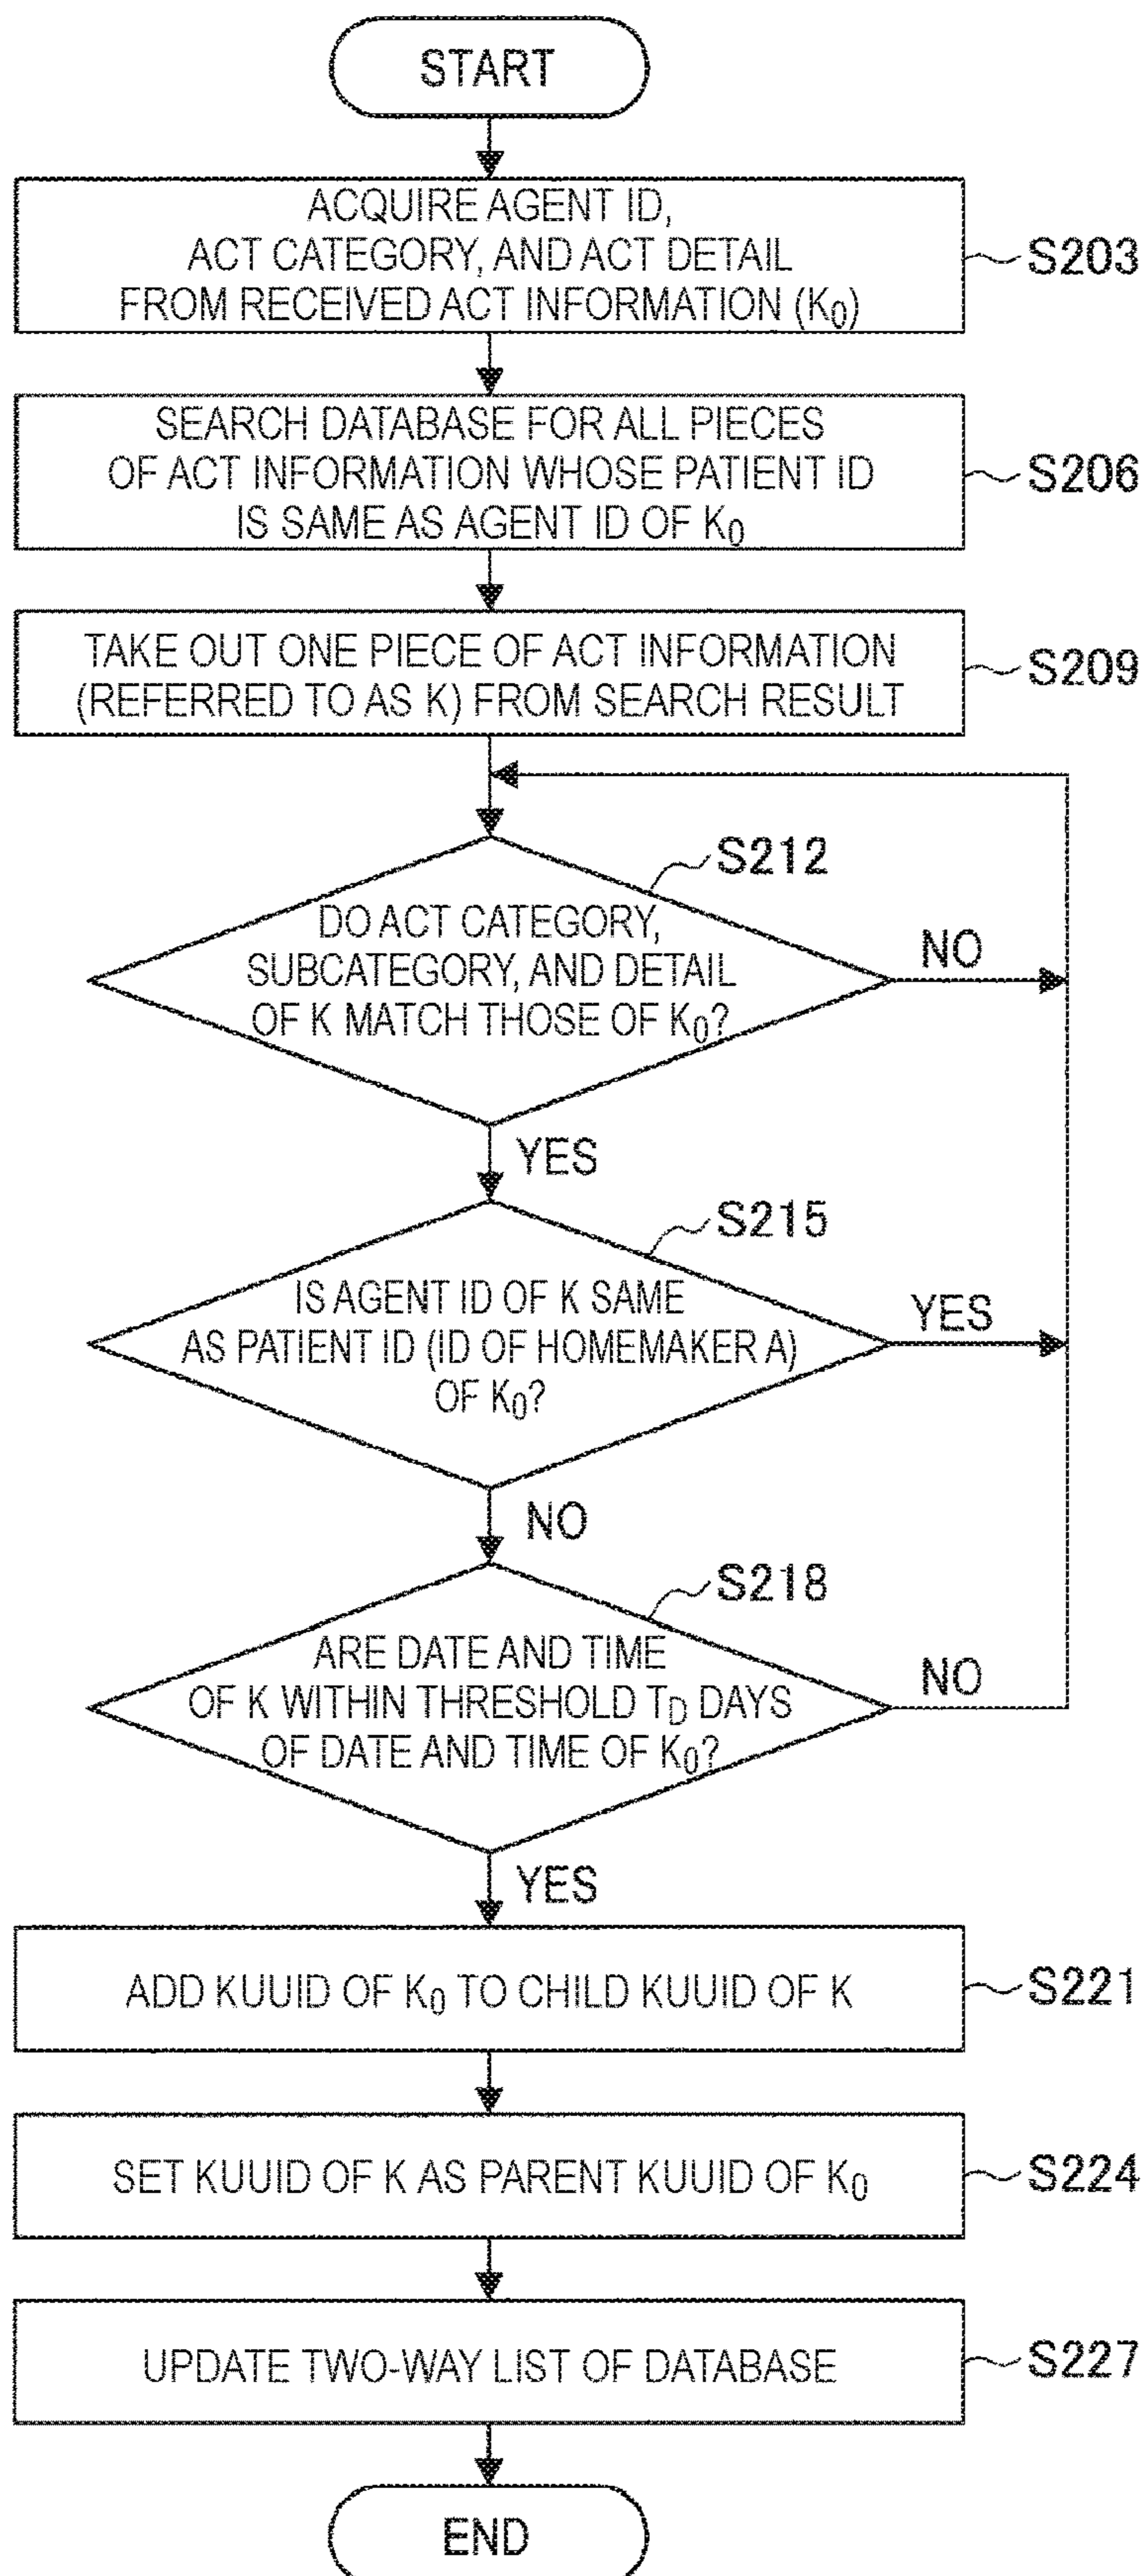 START
ACQUIRE AGENT ID,
ACT CATEGORY, AND ACT DETAIL
FROM RECEIVED ACT INFORMATION (K₀)
S203
SEARCH DATABASE FOR ALL PIECES
OF ACT INFORMATION WHOSE PATIENT ID
IS SAME AS AGENT ID OF K₀
S206
TAKE OUT ONE PIECE OF ACT INFORMATION
(REFERRED TO AS K) FROM SEARCH RESULT
S209
S212
DO ACT CATEGORY,
SUBCATEGORY, AND DETAIL
OF K MATCH THOSE OF K₀?
NO
YES
S215
IS AGENT ID OF K SAME
AS PATIENT ID (ID OF HOMEMAKER A)
OF K₀?
YES
NO
S218
ARE DATE AND TIME
OF K WITHIN THRESHOLD T_D DAYS
OF DATE AND TIME OF K₀?
NO
YES
ADD KUUID OF K₀ TO CHILD KUUID OF K
S221
SET KUUID OF K AS PARENT KUUID OF K₀
S224
UPDATE TWO-WAY LIST OF DATABASE
S227
END